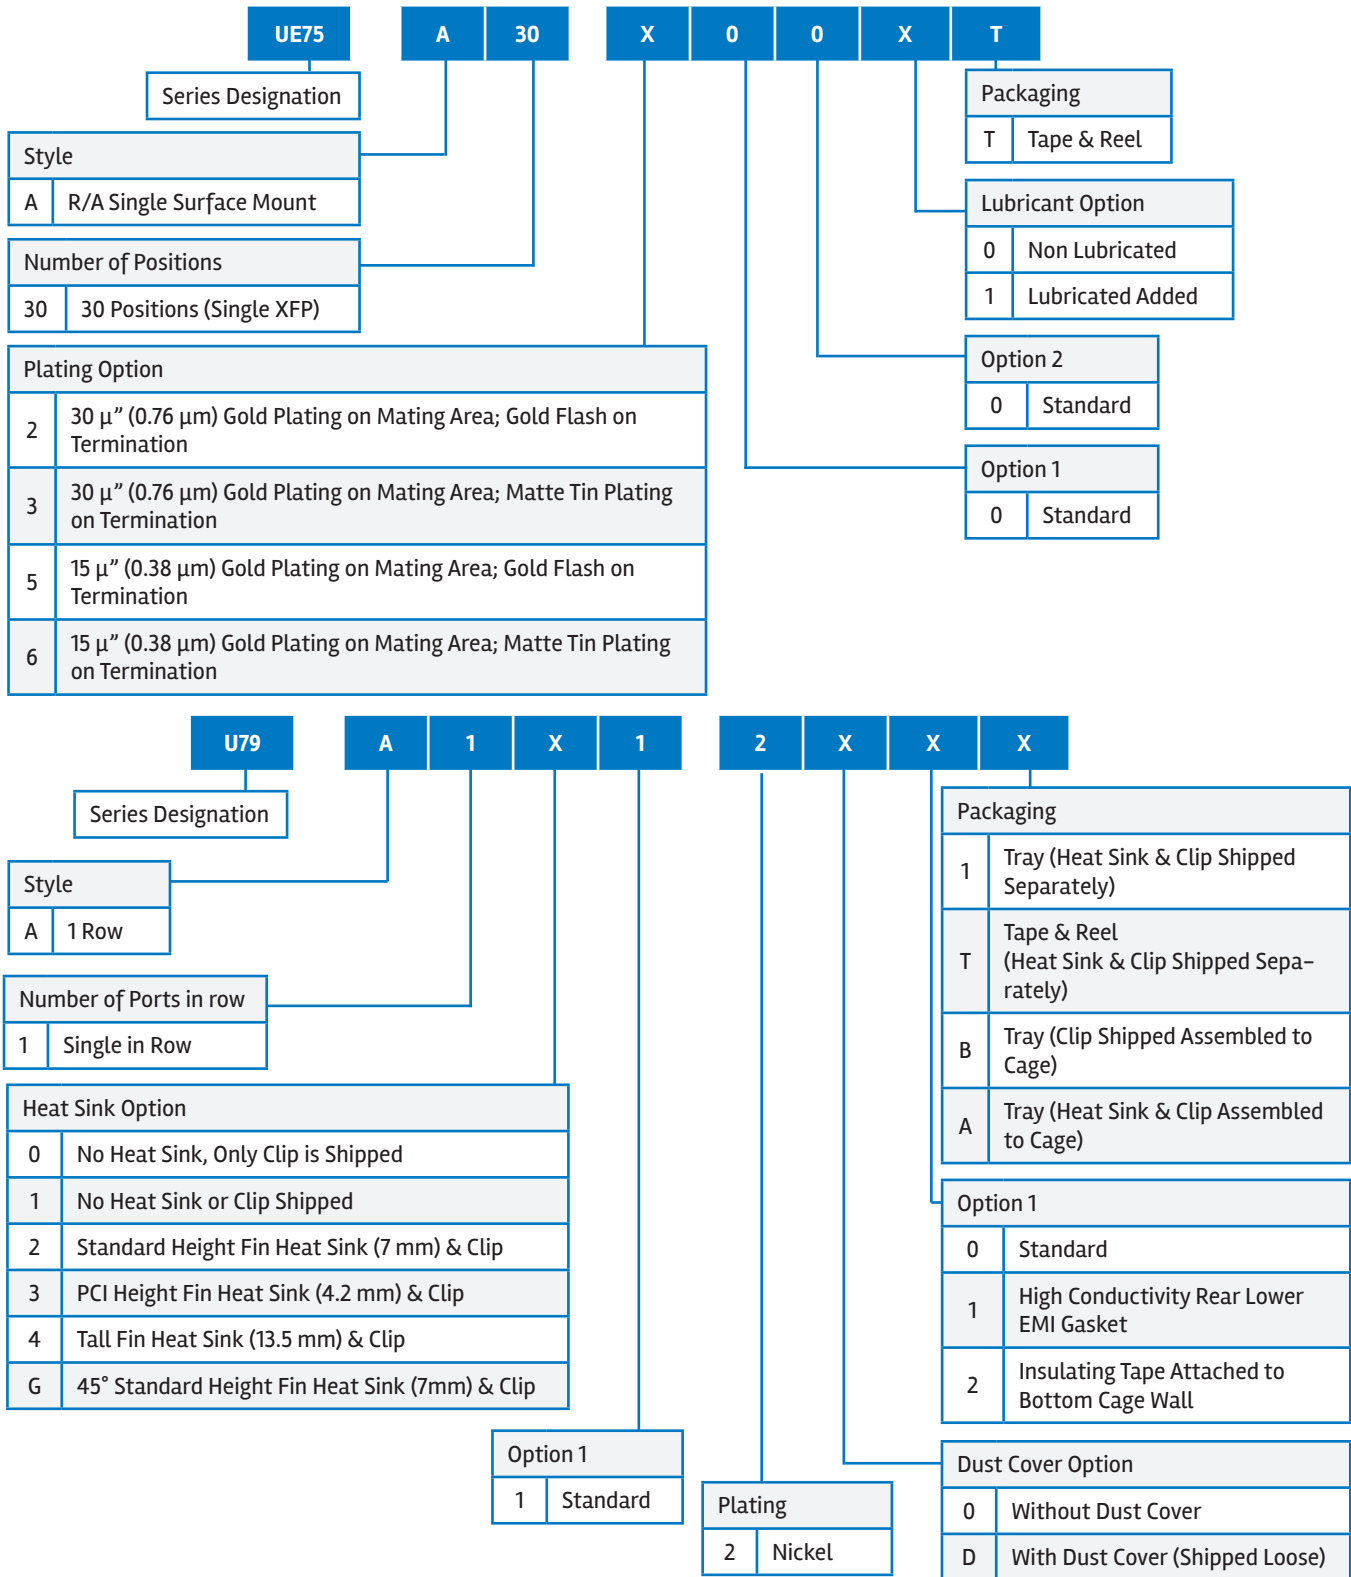 UE75 A 30 X 0 0 X T
Series Designation
Style
A R/A Single Surface Mount
Number of Positions
30 30 Positions (Single XFP)
Plating Option
2 30 µ” (0.76 µm) Gold Plating on Mating Area; Gold Flash on
Termination
3 30 µ” (0.76 µm) Gold Plating on Mating Area; Matte Tin Plating
on Termination
5 15 µ” (0.38 µm) Gold Plating on Mating Area; Gold Flash on
Termination
6 15 µ” (0.38 µm) Gold Plating on Mating Area; Matte Tin Plating
on Termination
Packaging
T Tape & Reel
Lubricant Option
0 Non Lubricated
1 Lubricated Added
Option 2
0 Standard
Option 1
0 Standard
U79 A 1 X 1 2 X X X
Series Designation
Style
A 1 Row
Number of Ports in row
1 Single in Row
Heat Sink Option
0 No Heat Sink, Only Clip is Shipped
1 No Heat Sink or Clip Shipped
2 Standard Height Fin Heat Sink (7 mm) & Clip
3 PCI Height Fin Heat Sink (4.2 mm) & Clip
4 Tall Fin Heat Sink (13.5 mm) & Clip
G 45° Standard Height Fin Heat Sink (7mm) & Clip
Option 1
1 Standard
Plating
2 Nickel
Packaging
1 Tray (Heat Sink & Clip Shipped
Separately)
T Tape & Reel
(Heat Sink & Clip Shipped Sepa-
rately)
B Tray (Clip Shipped Assembled to
Cage)
A Tray (Heat Sink & Clip Assembled
to Cage)
Option 1
0 Standard
1 High Conductivity Rear Lower
EMI Gasket
2 Insulating Tape Attached to
Bottom Cage Wall
Dust Cover Option
0 Without Dust Cover
D With Dust Cover (Shipped Loose)